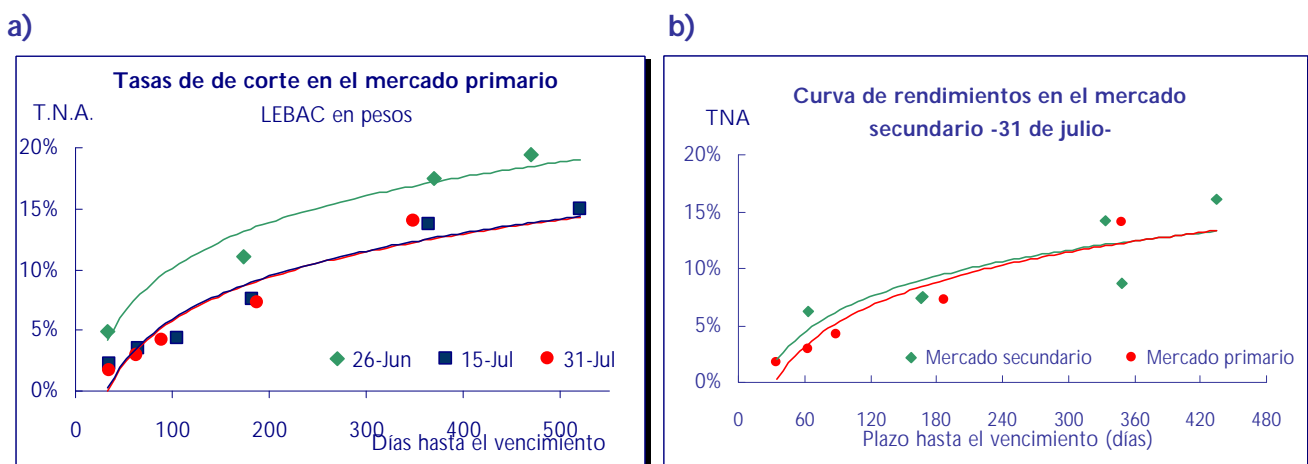 a)
Tasas de de corte en el mercado primario
T.N.A.
LEBAC en pesos
20%
15%
10%
5%
0%
26-Jun
15-Jul
31-Jul
0
100
200
300
400
500
Días hasta el vencimiento
b)
Curva de rendimientos en el mercado
secundario -31 de julio-
TNA
20%
15%
10%
5%
0%
Mercado secundario
Mercado primario
0
60
120
180
240
300
360
420
480
Plazo hasta el vencimiento (días)